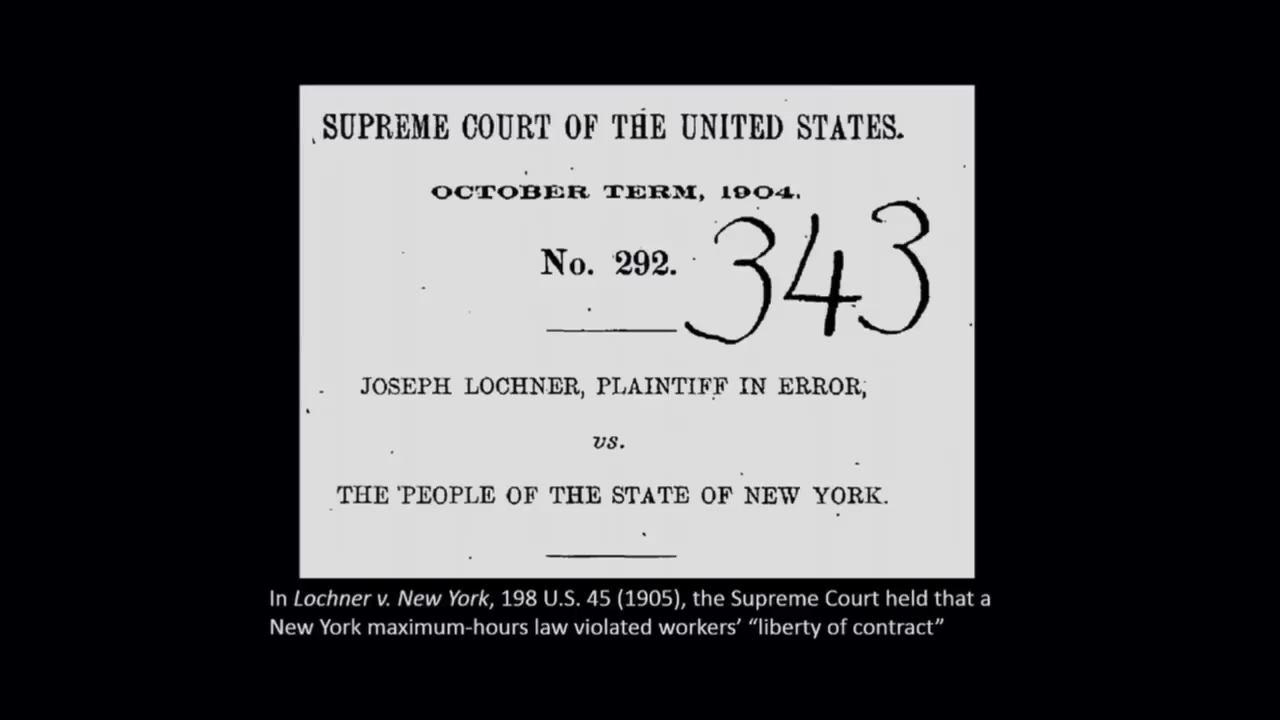 SUPREME COURT OF THE UNITED STATES.
OCTOBER TERM, 1904.
No. 292. 343
JOSEPH LOCHNER, PLAINTIFF IN ERROR,
vs.
THE PEOPLE OF THE STATE OF NEW YORK.
In Lochner v. New York, 198 U.S. 45 (1905), the Supreme Court held that a
New York maximum-hours law violated workers’ “liberty of contract”